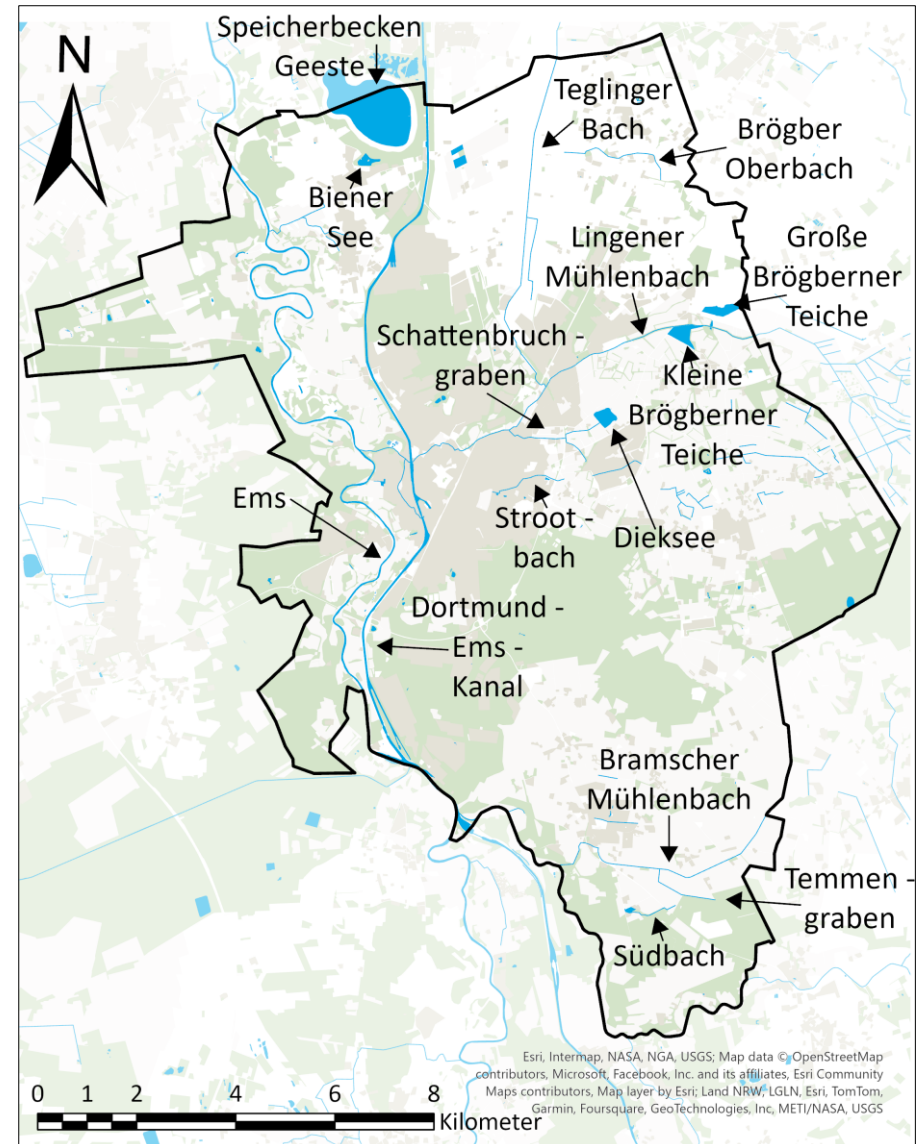 Speicherbecken
Geeste
N
Teglinger
Bach
Brögber
Oberbach
Biener
See
Lingener
Mühlenbach
Große
Brögberner
Teiche
Schattenbruch -
graben
Kleine
Brögberner
Teiche
Ems
Stroot -
bach
Dieksee
Dortmund -
Ems -
Kanal
Bramscher
Mühlenbach
Temmen -
graben
Südbach
Esri, Intermap, NASA, NGA, USGS; Map data © OpenStreetMap
contributors, Microsoft, Facebook, Inc. and its affiliates, Esri Community
Maps contributors, Map layer by Esri; Land NRW, LGLN, Esri, TomTom,
Garmin, Foursquare, GeoTechnologies, Inc, METI/NASA, USGS
0 1 2 4 6 8
Kilometer